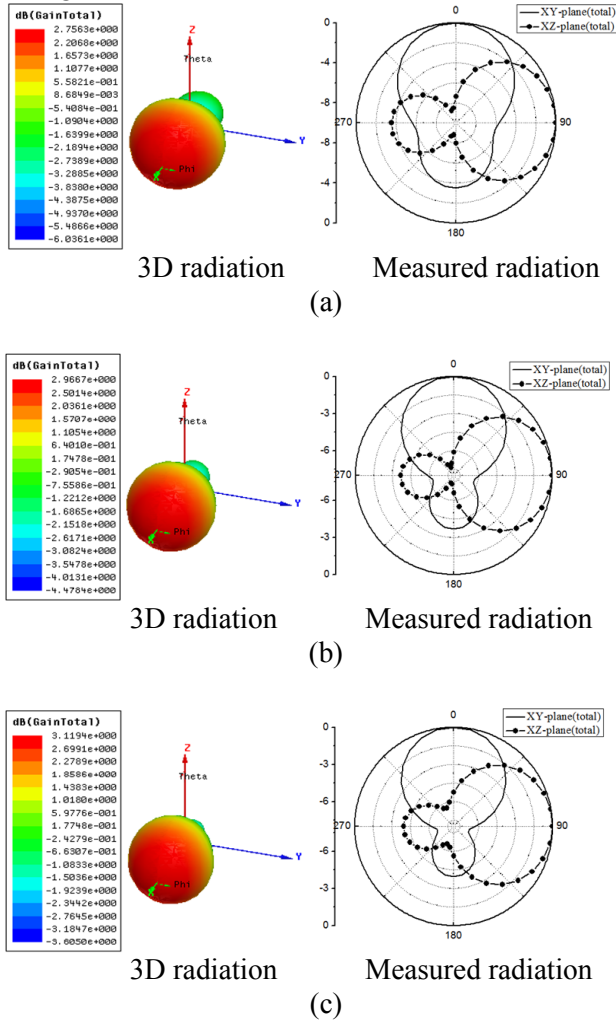 dB(GainTotal)
2.7563e+000
2.2068e+000
1.6573e+000
1.1077e+000
5.5821e-001
8.6849e-003
-5.4084e-001
-1.0904e+000
-1.6399e+000
-2.1894e+000
-2.7389e+000
-3.2885e+000
-3.8380e+000
-4.3875e+000
-4.9370e+000
-5.4866e+000
-6.0361e+000
Z
Theta
Y
Phi
X
0
XY-plane(total)
XZ-plane(total)
0
-4
-8
270
90
-8
-4
0
180
3D radiation Measured radiation
(a)
dB(GainTotal)
2.9667e+000
2.5014e+000
2.0361e+000
1.5707e+000
1.1054e+000
6.4010e-001
1.7478e-001
-2.9054e-001
-7.5586e-001
-1.2212e+000
-1.6865e+000
-2.1518e+000
-2.6171e+000
-3.0824e+000
-3.5478e+000
-4.0131e+000
-4.4784e+000
Z
Theta
Y
Phi
X
0
XY-plane(total)
XZ-plane(total)
0
-3
-6
270
90
-6
-3
0
180
3D radiation Measured radiation
(b)
dB(GainTotal)
3.1194e+000
2.6991e+000
2.2789e+000
1.8586e+000
1.4383e+000
1.0180e+000
5.9776e-001
1.7748e-001
-2.4279e-001
-6.6307e-001
-1.0833e+000
-1.5036e+000
-1.9239e+000
-2.3442e+000
-2.7645e+000
-3.1847e+000
-3.6050e+000
Z
Theta
Y
Phi
X
0
XY-plane(total)
XZ-plane(total)
0
-3
-6
270
90
-6
-3
0
180
3D radiation Measured radiation
(c)